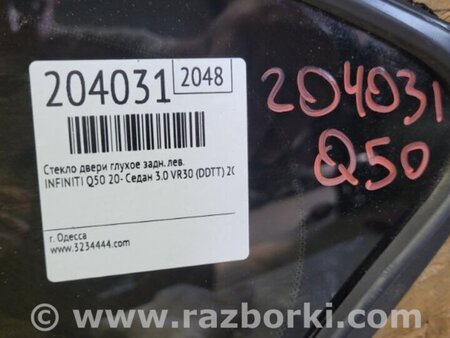 204031 2048
Стекло двери глухое задн. лев.
INFINITI Q50 20- Седан 3.0 VR30 (DDTT) 20
г. Одесса
www.3234444.com
204031
Q50
www.razborki.com